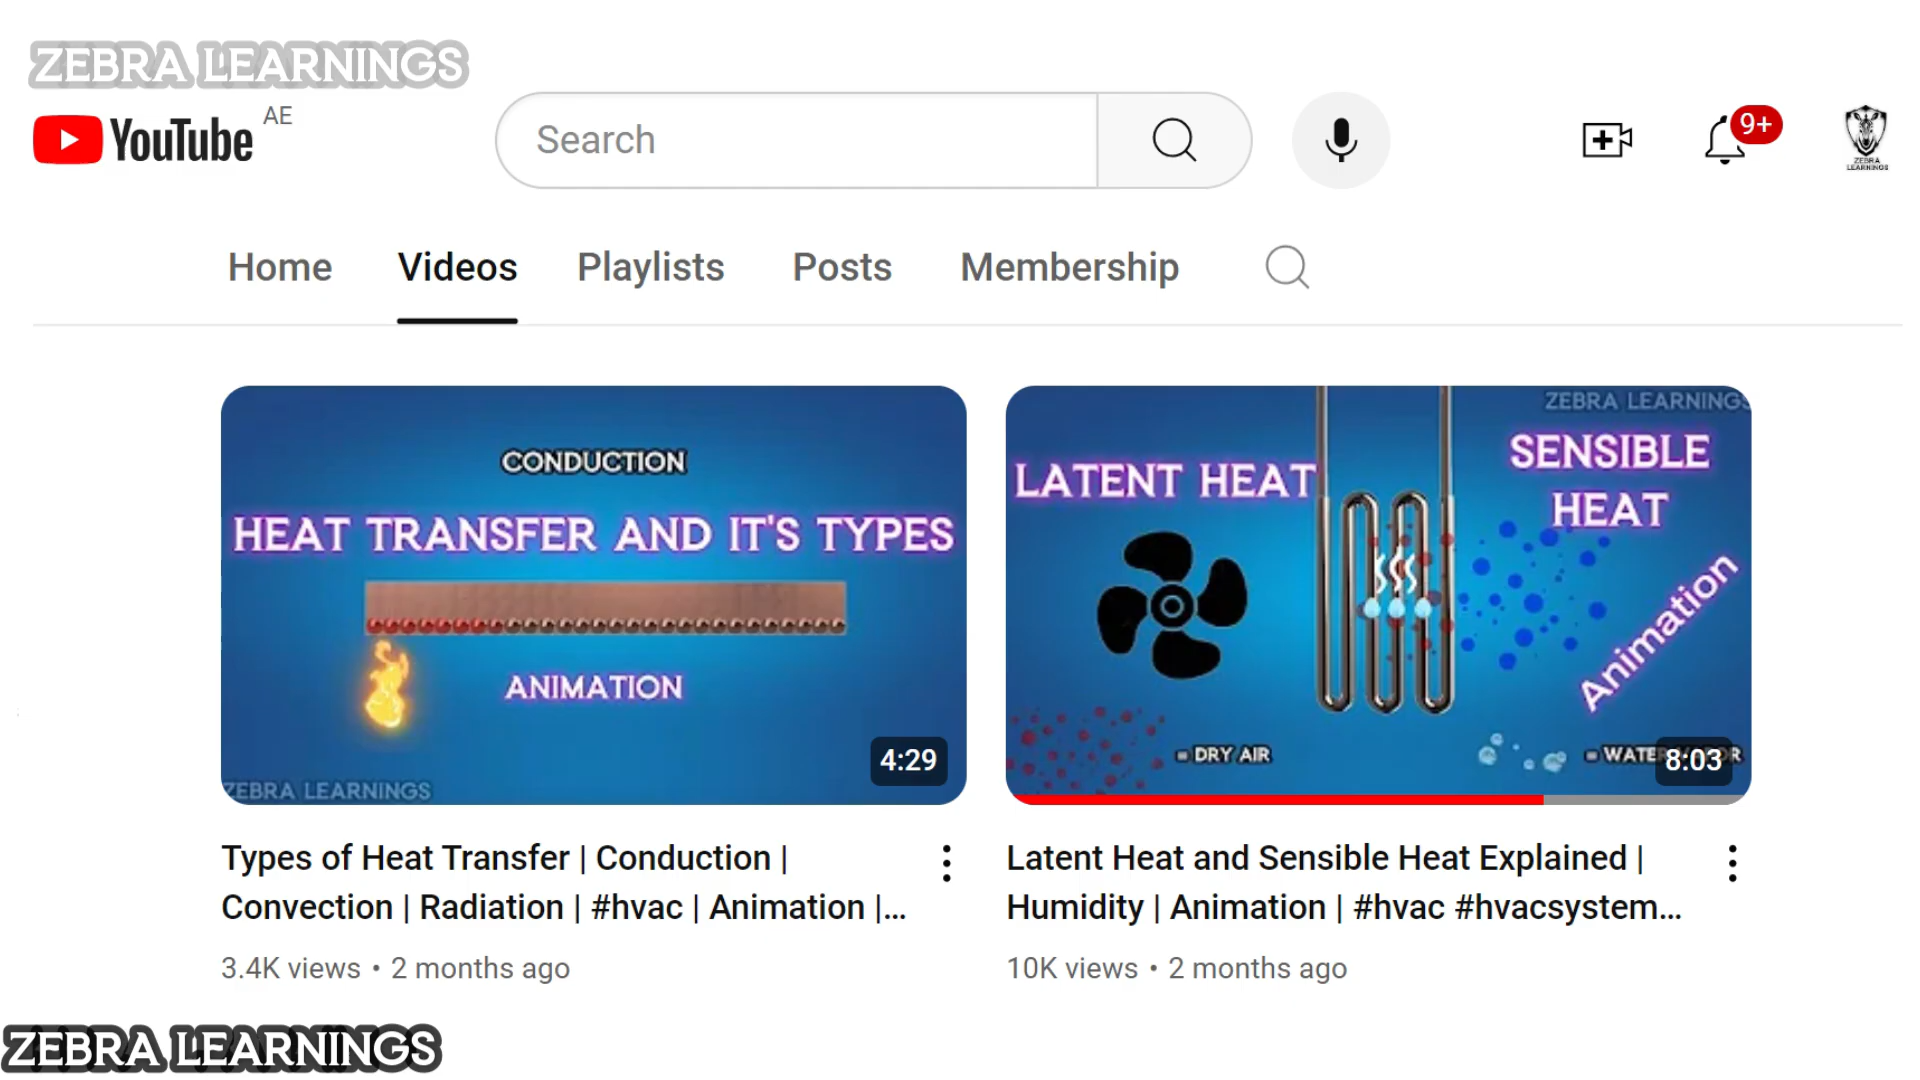 ZEBRA LEARNINGS
YouTube AE
Search
9+
ZEBRA
LEARNINGS
Home Videos Playlists Posts Membership
CONDUCTION
HEAT TRANSFER AND IT'S TYPES
ANIMATION
ZEBRA LEARNINGS
4:29
ZEBRA LEARNINGS
LATENT HEAT
SENSIBLE
HEAT
Animation
= DRY AIR
= WATER
8:03
Types of Heat Transfer | Conduction |
Convection | Radiation | #hvac | Animation |...
3.4K views • 2 months ago
Latent Heat and Sensible Heat Explained |
Humidity | Animation | #hvac #hvacsystem...
10K views • 2 months ago
ZEBRA LEARNINGS